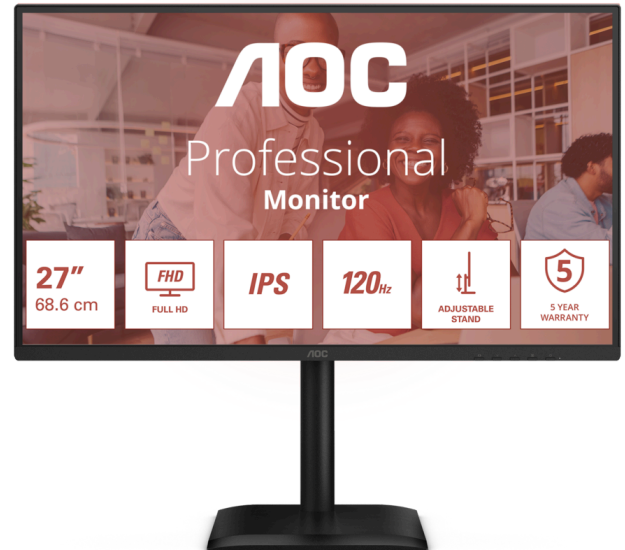 AOC
Professional
Monitor
27"
68.6 cm
FHD
FULL HD
IPS
120Hz
ADJUSTABLE
STAND
5
5 YEAR
WARRANTY
AOC